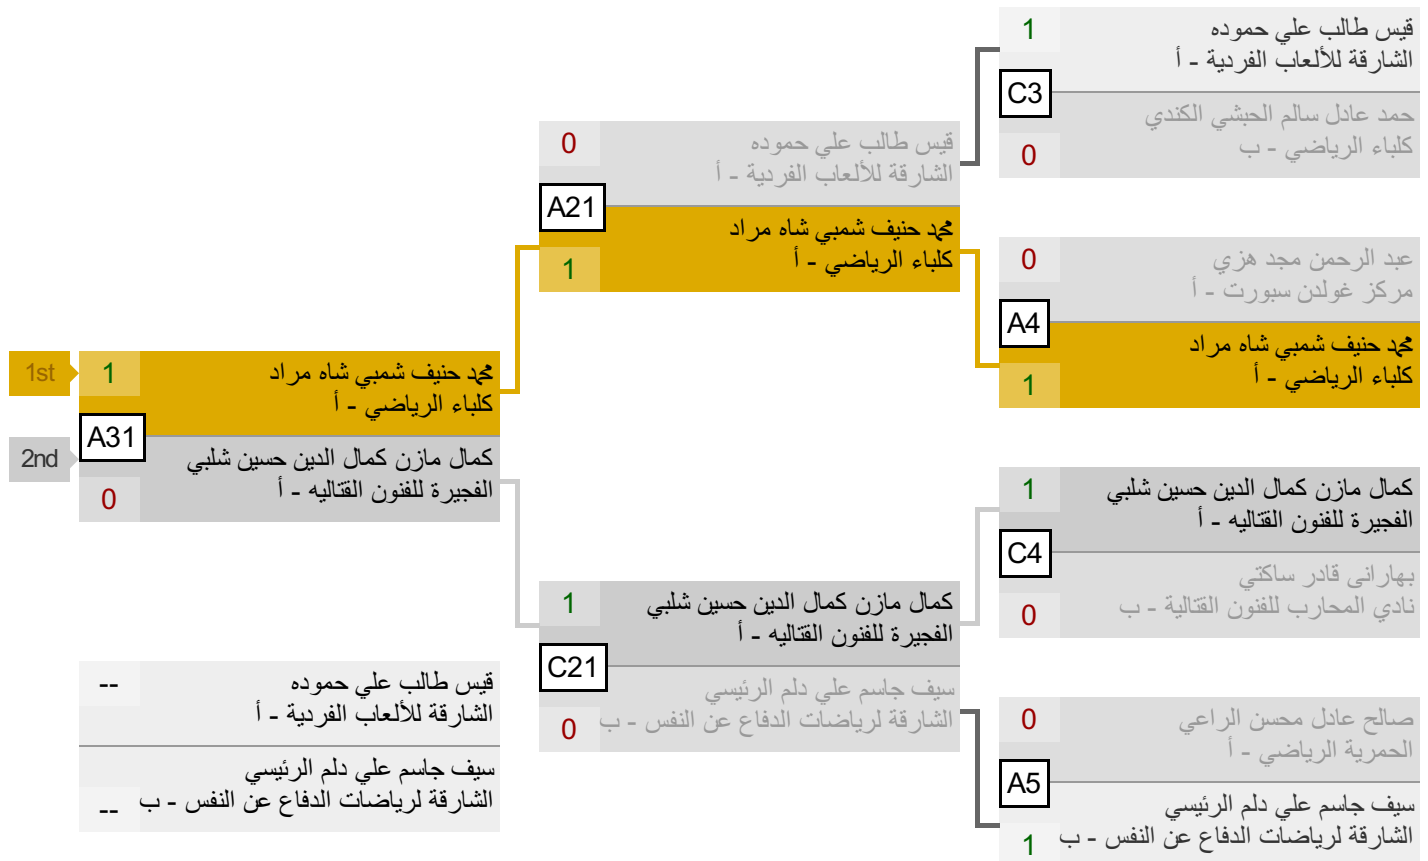 1
قيس طالب علي حموده
الشارقة للألعاب الفردية - أ
C3
حمد عادل سالم الحبشي الكندي
كلباء الرياضي - ب
0
0
عبد الرحمن مجد هزي
مركز غولدن سبورت - أ
A4
محمد حنيف شمبي شاه مراد
كلباء الرياضي - أ
1
1
كمال مازن كمال الدين حسين شلبي
الفجيرة للفنون القتاليه - أ
C4
بهارانى قادر ساكتي
نادي المحارب للفنون القتالية - ب
0
0
صالح عادل محسن الراعي
الحمرية الرياضي - أ
A5
سيف جاسم علي دلم الرئيسي
الشارقة لرياضات الدفاع عن النفس - ب
1
0
قيس طالب علي حموده
الشارقة للألعاب الفردية - أ
A21
محمد حنيف شمبي شاه مراد
كلباء الرياضي - أ
1
1
كمال مازن كمال الدين حسين شلبي
الفجيرة للفنون القتاليه - أ
C21
سيف جاسم علي دلم الرئيسي
الشارقة لرياضات الدفاع عن النفس - ب
0
1st
1
محمد حنيف شمبي شاه مراد
كلباء الرياضي - أ
A31
2nd
كمال مازن كمال الدين حسين شلبي
الفجيرة للفنون القتاليه - أ
0
--
قيس طالب علي حموده
الشارقة للألعاب الفردية - أ
سيف جاسم علي دلم الرئيسي
الشارقة لرياضات الدفاع عن النفس - ب
--